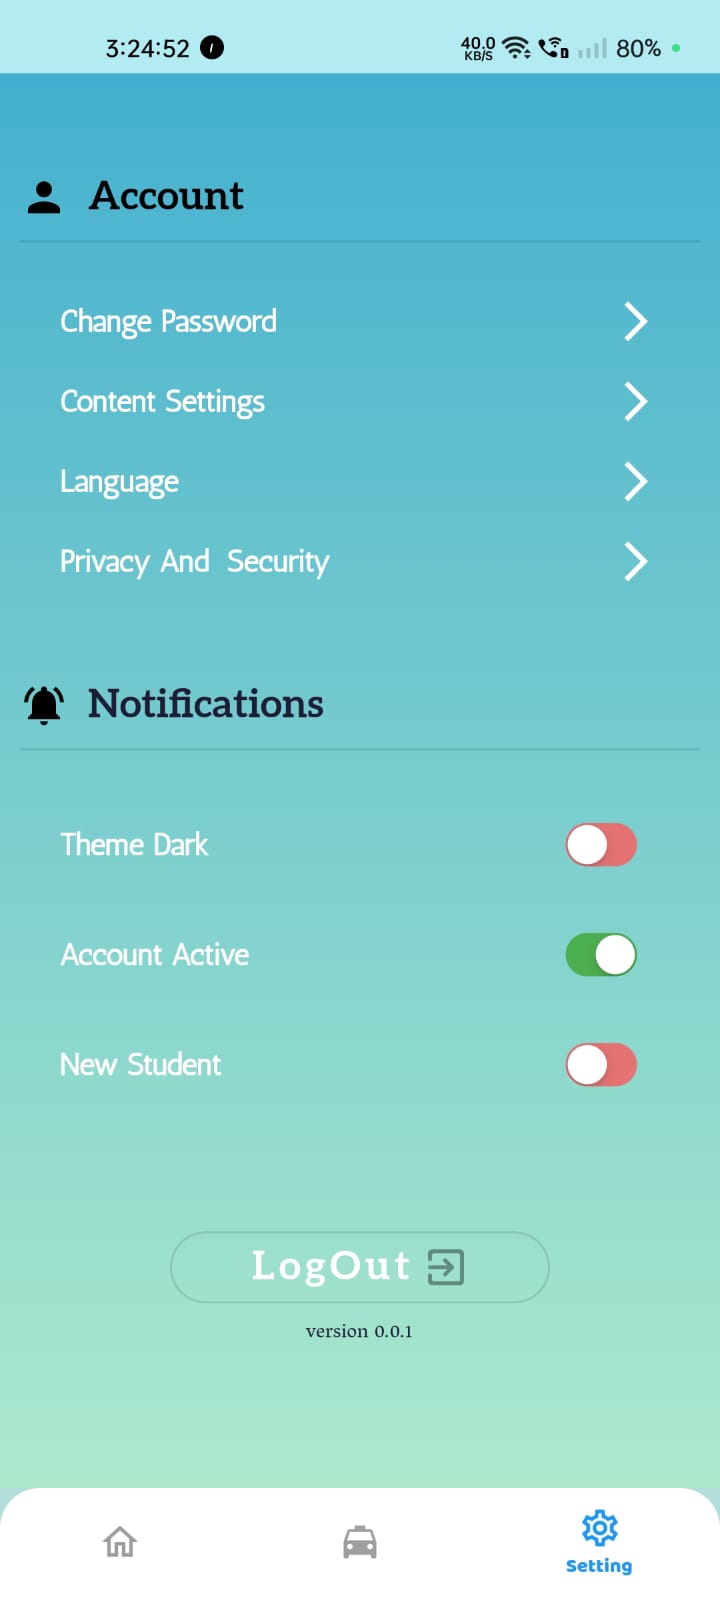 3:24:52
40.0
KB/S
80%
Account
Change Password
Content Settings
Language
Privacy And Security
Notifications
Theme Dark
Account Active
New Student
LogOut
version 0.0.1
Setting